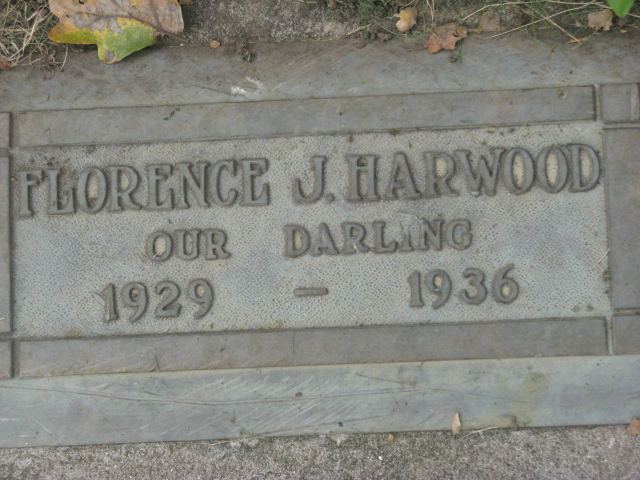 FLORENCE J. HARWOOD
OUR DARLING
1929 – 1936